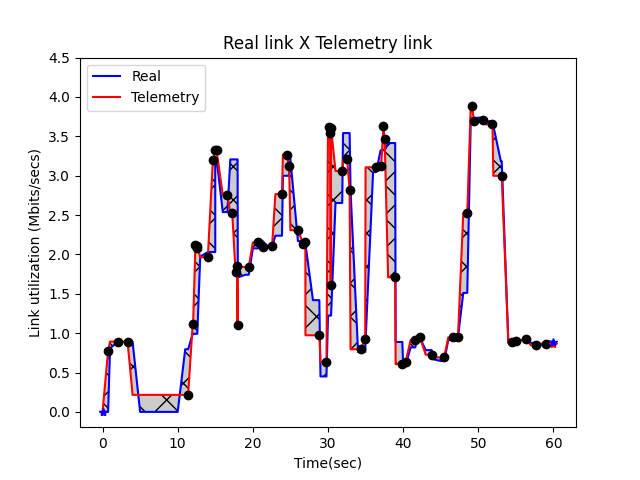 Real link X Telemetry link
Real
Telemetry
Link utilization (Mbits/secs)
4.5
4.0
3.5
3.0
2.5
2.0
1.5
1.0
0.5
0.0
0 10 20 30 40 50 60
Time(sec)